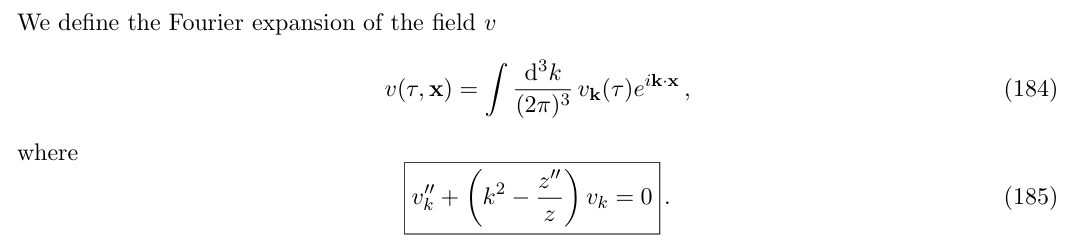 We define the Fourier expansion of the field v
v(τ, x) = ∫ d³k/(2π)³ v_𝐤(τ)e^{i𝐤·𝐱} , (184)
where
v″_k + (k² − z″/z) v_k = 0 . (185)